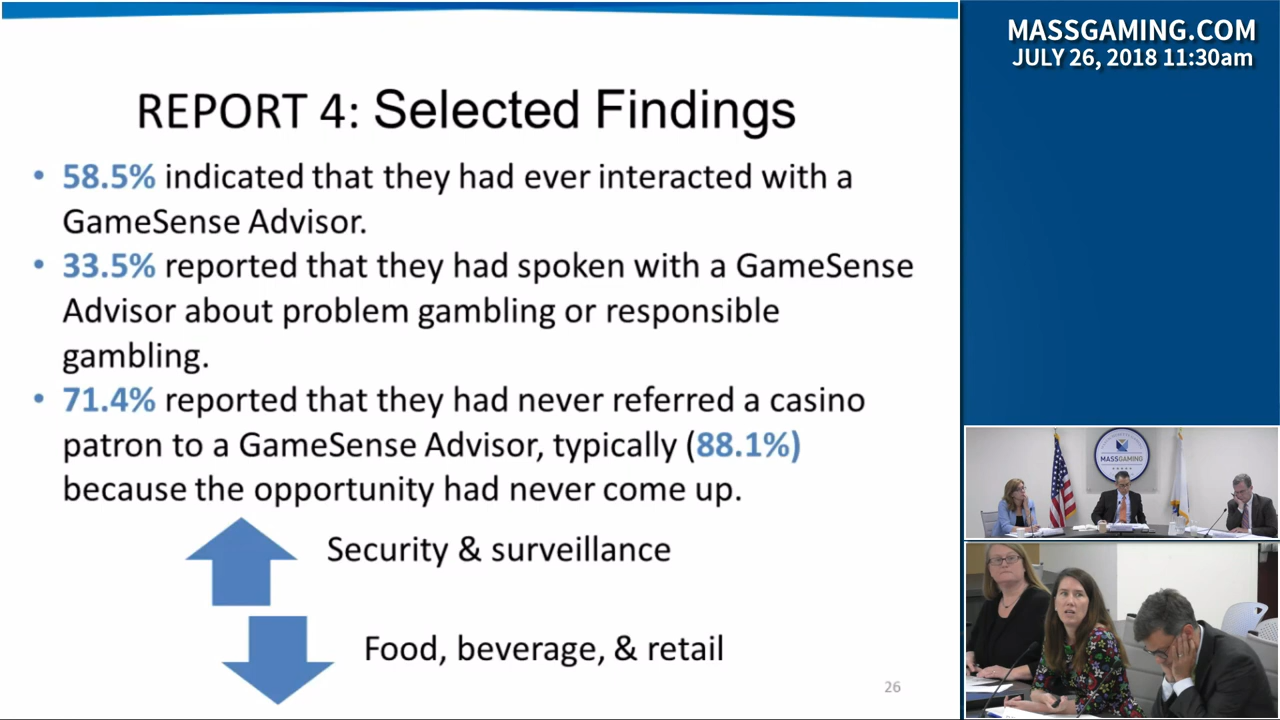 REPORT 4: Selected Findings
• 58.5% indicated that they had ever interacted with a
GameSense Advisor.
• 33.5% reported that they had spoken with a GameSense
Advisor about problem gambling or responsible
gambling.
• 71.4% reported that they had never referred a casino
patron to a GameSense Advisor, typically (88.1%)
because the opportunity had never come up.
Security & surveillance
Food, beverage, & retail
26
MASSGAMING.COM
JULY 26, 2018 11:30am
MASSGAMING